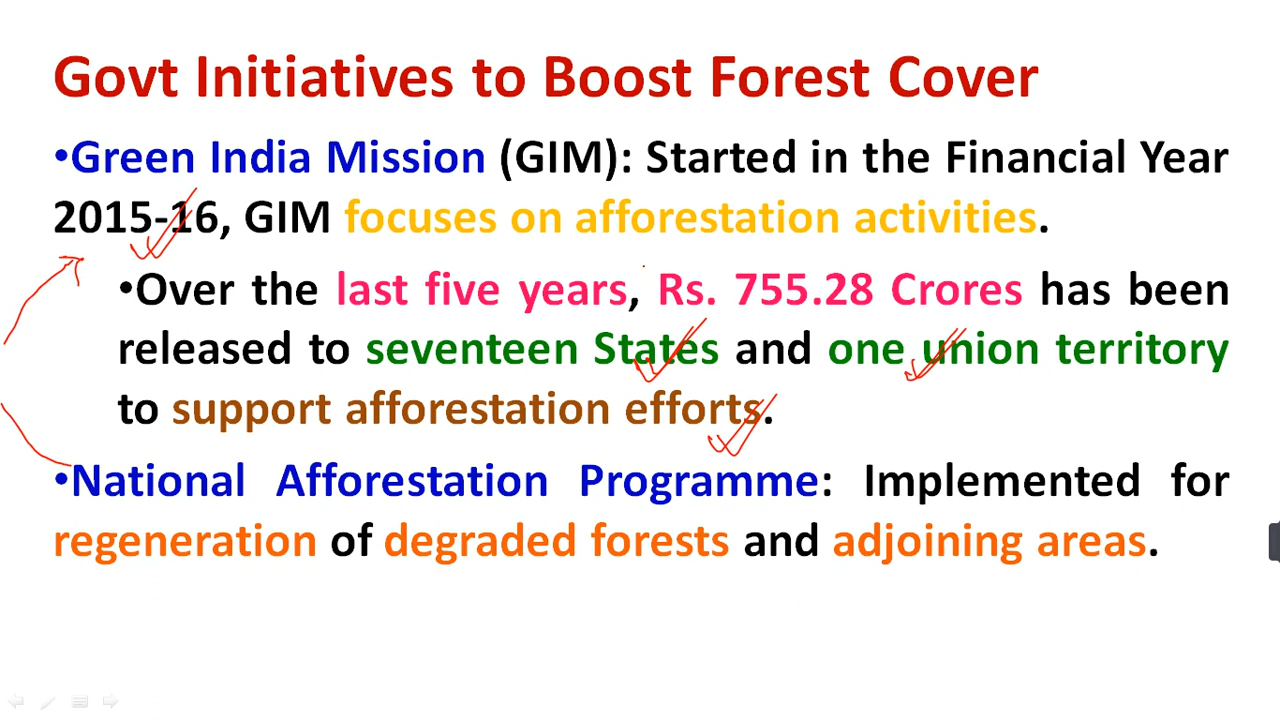 Govt Initiatives to Boost Forest Cover
•Green India Mission (GIM): Started in the Financial Year
2015-16, GIM focuses on afforestation activities.
•Over the last five years, Rs. 755.28 Crores has been
released to seventeen States and one union territory
to support afforestation efforts.
•National Afforestation Programme: Implemented for
regeneration of degraded forests and adjoining areas.